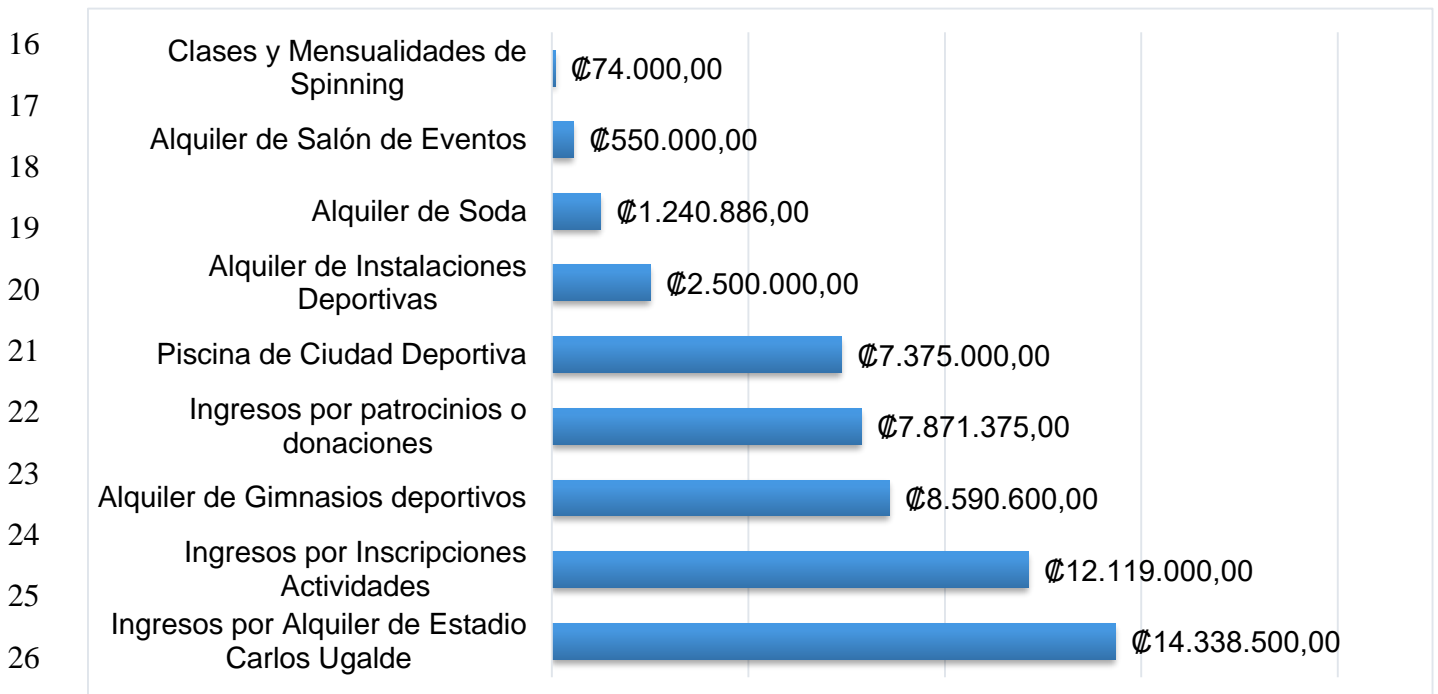 16
Clases y Mensualidades de
Spinning
₡74.000,00
17
Alquiler de Salón de Eventos
₡550.000,00
18
Alquiler de Soda
₡1.240.886,00
19
Alquiler de Instalaciones
Deportivas
₡2.500.000,00
20
21
Piscina de Ciudad Deportiva
₡7.375.000,00
22
Ingresos por patrocinios o
donaciones
₡7.871.375,00
23
Alquiler de Gimnasios deportivos
₡8.590.600,00
24
Ingresos por Inscripciones
Actividades
₡12.119.000,00
25
Ingresos por Alquiler de Estadio
Carlos Ugalde
₡14.338.500,00
26